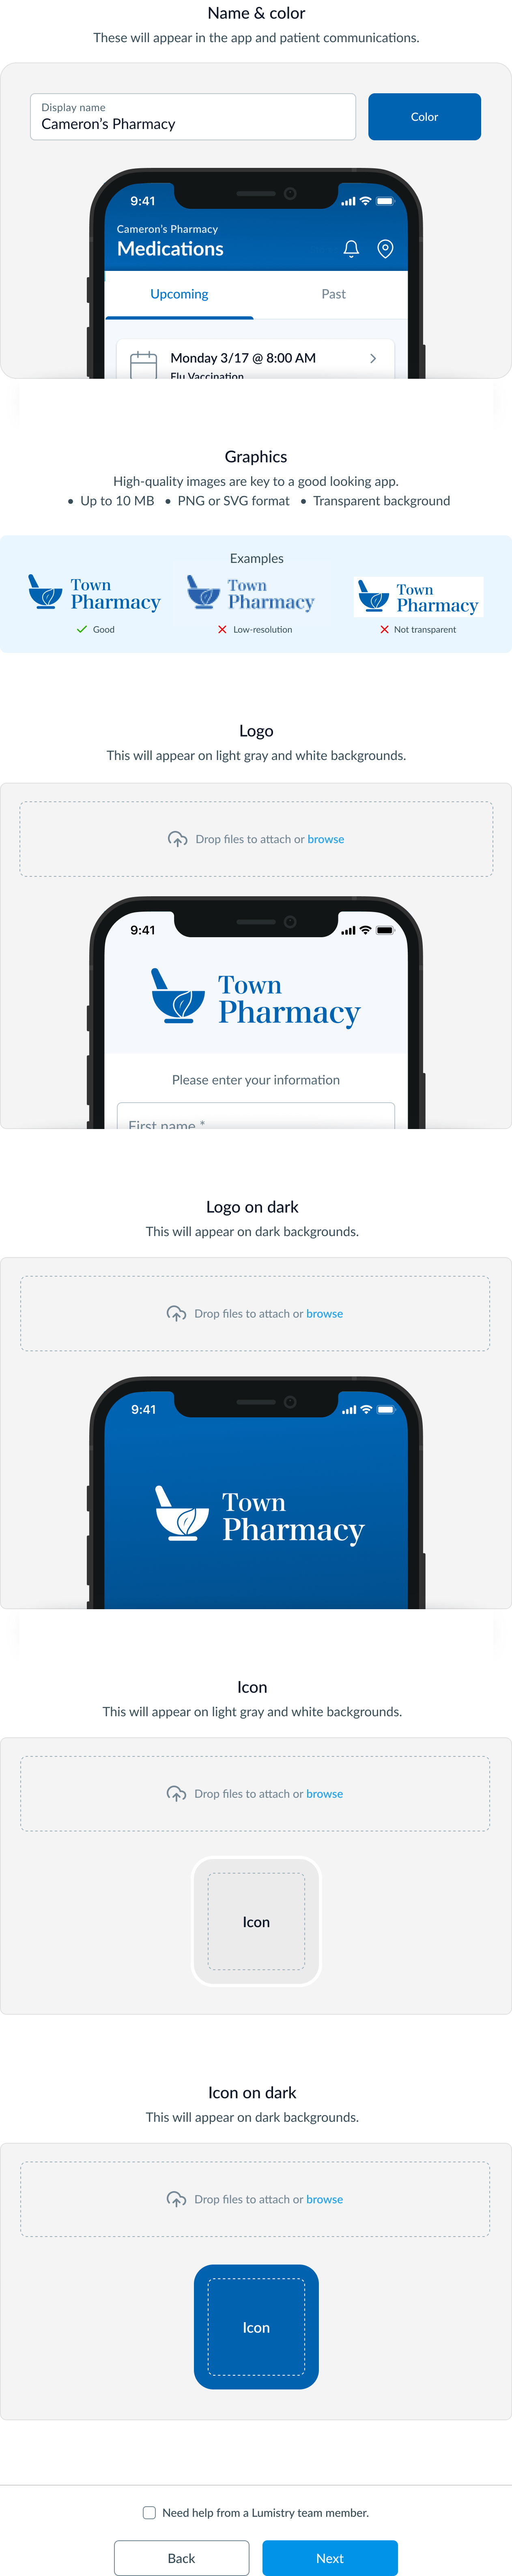 Name & color
These will appear in the app and patient communications.
Display name
Cameron's Pharmacy
Color
9:41
Cameron's Pharmacy
Medications
Upcoming
Past
Monday 3/17 @ 8:00 AM
Flu Vaccination
Graphics
High-quality images are key to a good looking app.
• Up to 10 MB • PNG or SVG format • Transparent background
Examples
Town
Pharmacy
Good
Town
Pharmacy
Low-resolution
Town
Pharmacy
Not transparent
Logo
This will appear on light gray and white backgrounds.
Drop files to attach or browse
9:41
Town
Pharmacy
Please enter your information
First name *
Logo on dark
This will appear on dark backgrounds.
Drop files to attach or browse
9:41
Town
Pharmacy
Icon
This will appear on light gray and white backgrounds.
Drop files to attach or browse
Icon
Icon on dark
This will appear on dark backgrounds.
Drop files to attach or browse
Icon
Need help from a Lumistry team member.
Back
Next